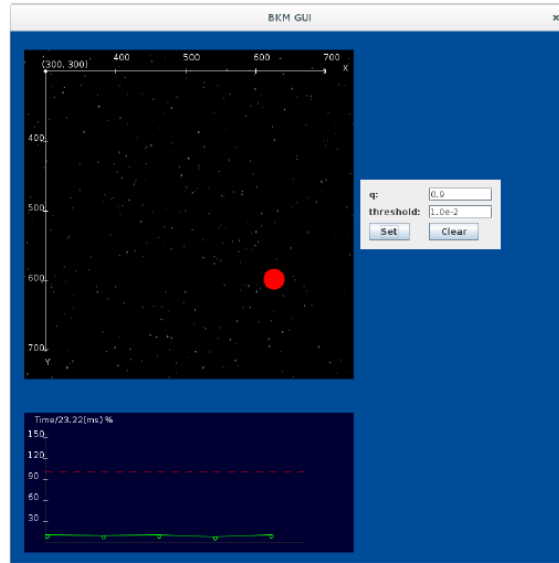 BKM GUI ×
(300, 300) 400 500 600 700
X
400
500
600
700
Y
q: 0.9
threshold: 1.0e-2
Set Clear
Time/23.22(ms) %
150
120
90
60
30